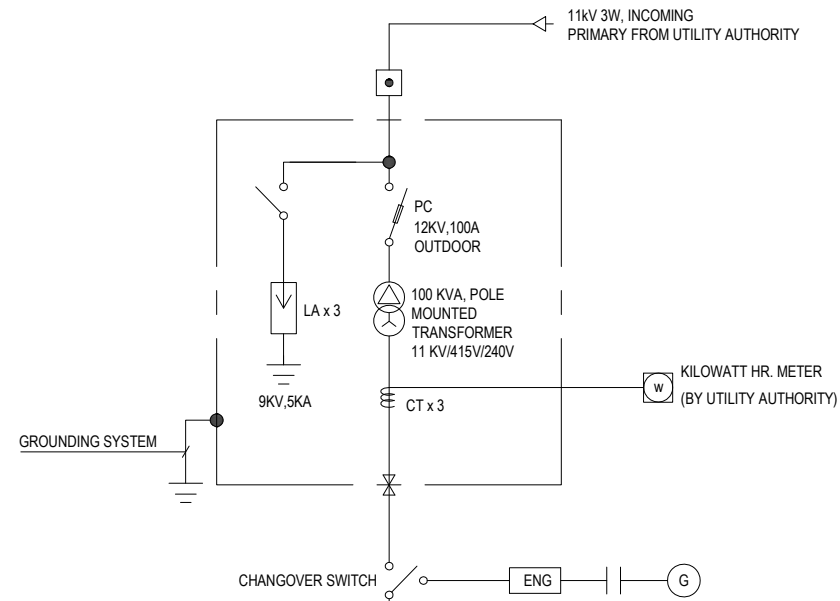 11kV 3W, INCOMING
PRIMARY FROM UTILITY AUTHORITY
PC
12KV,100A
OUTDOOR
LA x 3
100 KVA, POLE
MOUNTED
TRANSFORMER
11 KV/415V/240V
9KV,5KA
CT x 3
W
KILOWATT HR. METER
(BY UTILITY AUTHORITY)
GROUNDING SYSTEM
CHANGOVER SWITCH
ENG
G